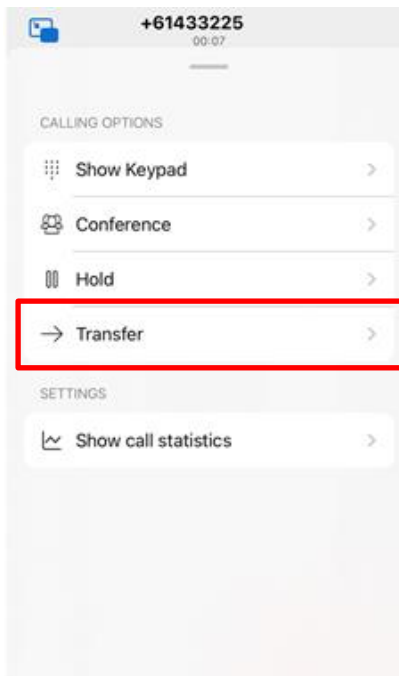 +61433225
00:07
CALLING OPTIONS
Show Keypad
Conference
Hold
Transfer
SETTINGS
Show call statistics